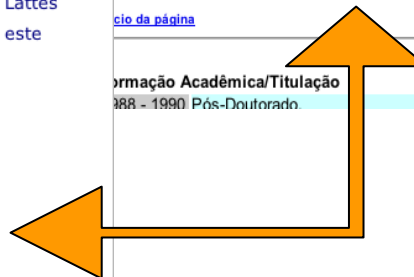 Lattes
este
cio da página
ormação Acadêmica/Titulação
988 - 1990 Pós-Doutorado.